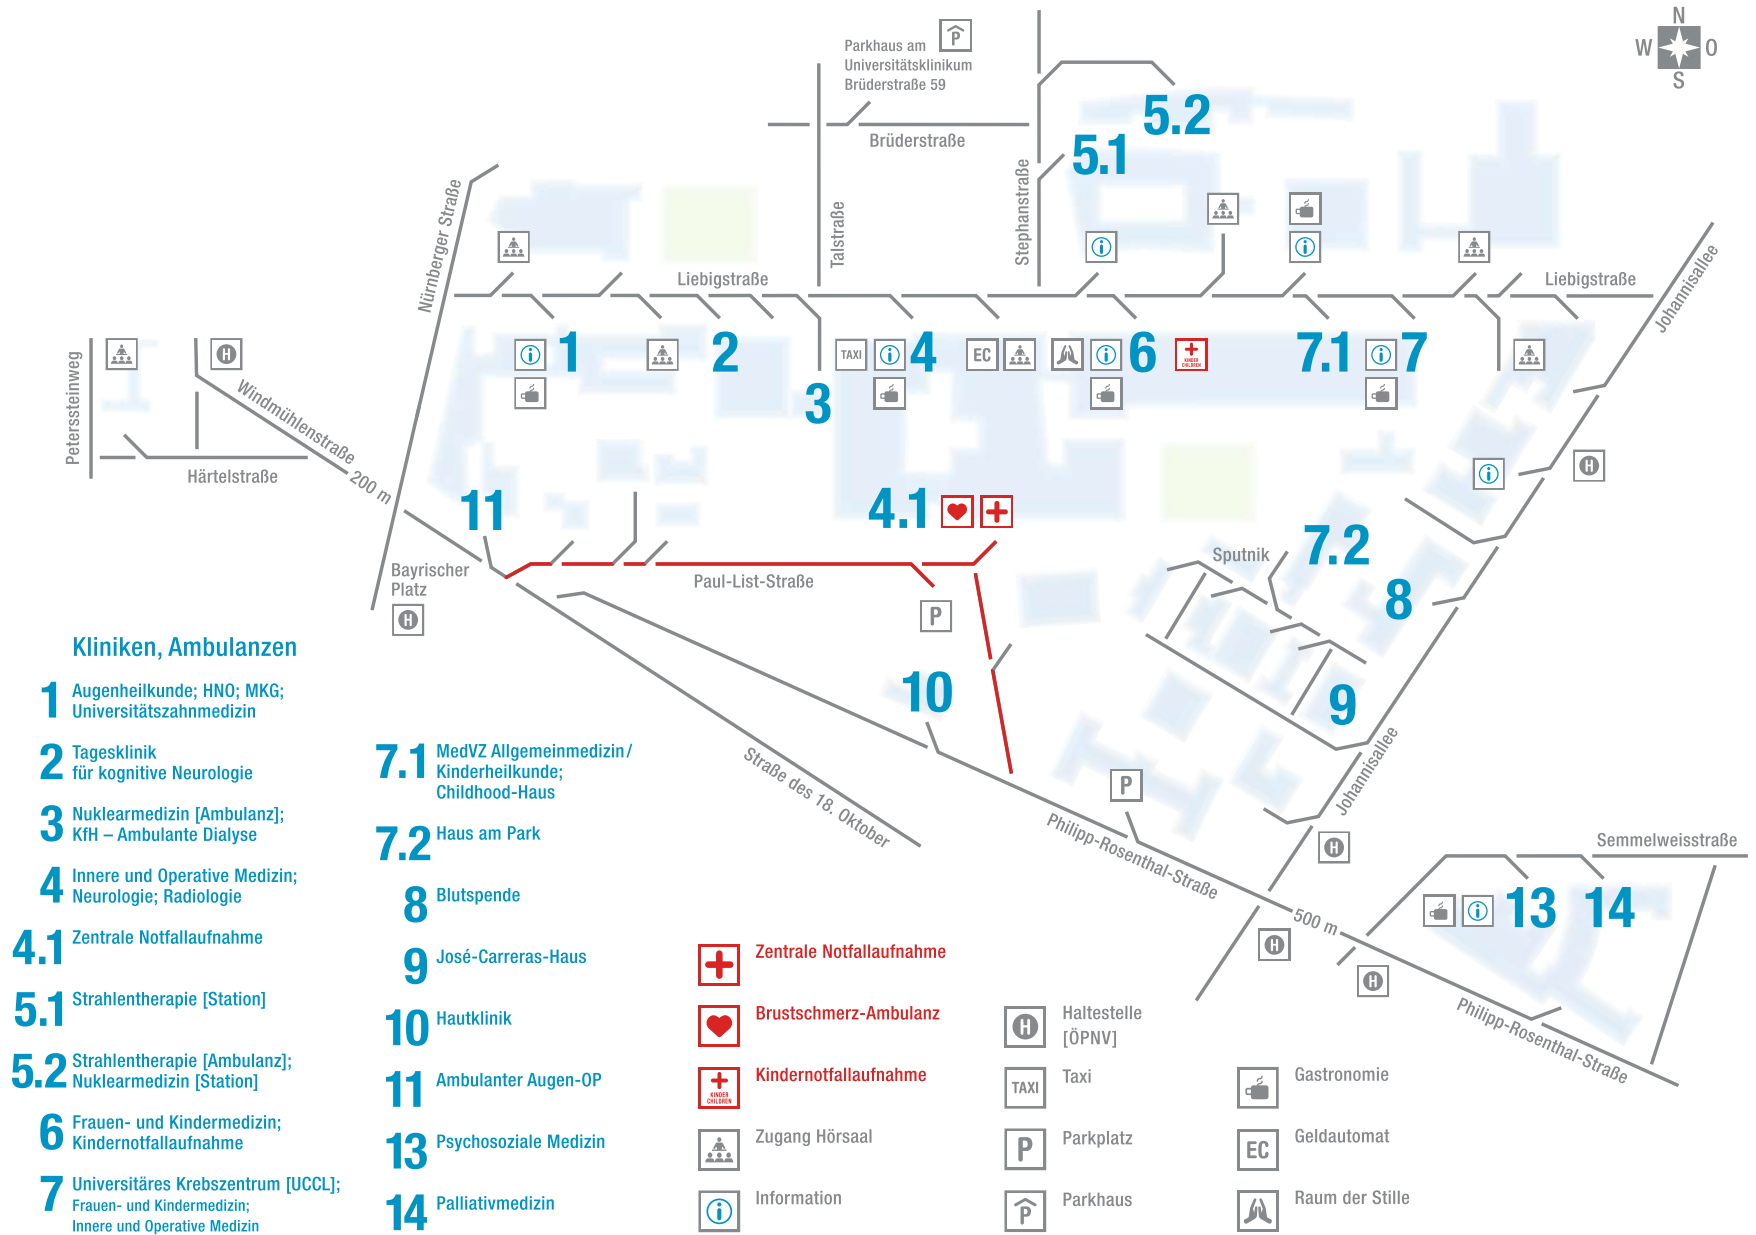 N
W
O
S
Parkhaus am
Universitätsklinikum
Brüderstraße 59
P
Brüderstraße
5.2
5.1
Stephanstraße
Talstraße
Nürnberger Straße
Liebigstraße
Liebigstraße
Johannisallee
i
i
Peterssteinweg
H
Windmühlenstraße
200 m
Härtelstraße
i
1
2
3
TAXI
i
4
EC
i
6
KINDER
CHILDREN
7.1
i
7
i
H
11
4.1
7.2
Sputnik
8
Bayrischer
Platz
H
Paul-List-Straße
P
10
9
Straße des 18. Oktober
P
Philipp-Rosenthal-Straße
Johannisallee
H
Semmelweisstraße
i
13
14
500 m
H
H
Philipp-Rosenthal-Straße
Kliniken, Ambulanzen
1
Augenheilkunde; HNO; MKG;
Universitätszahnmedizin
2
Tagesklinik
für kognitive Neurologie
3
Nuklearmedizin [Ambulanz];
KfH – Ambulante Dialyse
4
Innere und Operative Medizin;
Neurologie; Radiologie
4.1
Zentrale Notfallaufnahme
5.1
Strahlentherapie [Station]
5.2
Strahlentherapie [Ambulanz];
Nuklearmedizin [Station]
6
Frauen- und Kindermedizin;
Kindernotfallaufnahme
7
Universitäres Krebszentrum [UCCL];
Frauen- und Kindermedizin;
Innere und Operative Medizin
7.1
MedVZ Allgemeinmedizin/
Kinderheilkunde;
Childhood-Haus
7.2
Haus am Park
8
Blutspende
9
José-Carreras-Haus
10
Hautklinik
11
Ambulanter Augen-OP
13
Psychosoziale Medizin
14
Palliativmedizin
Zentrale Notfallaufnahme
Brustschmerz-Ambulanz
KINDER
CHILDREN
Kindernotfallaufnahme
Zugang Hörsaal
i
Information
H
Haltestelle
[ÖPNV]
TAXI
Taxi
P
Parkplatz
P
Parkhaus
Gastronomie
EC
Geldautomat
Raum der Stille